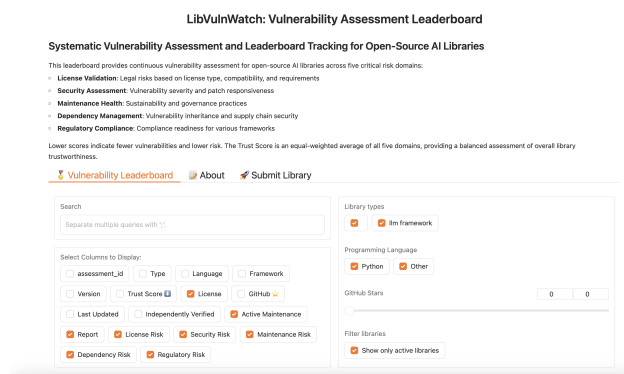 LibVulnWatch: Vulnerability Assessment Leaderboard
Systematic Vulnerability Assessment and Leaderboard Tracking for Open-Source AI Libraries
This leaderboard provides continuous vulnerability assessment for open-source AI libraries across five critical risk domains:
License Validation: Legal risks based on license type, compatibility, and requirements
Security Assessment: Vulnerability severity and patch responsiveness
Maintenance Health: Sustainability and governance practices
Dependency Management: Vulnerability inheritance and supply chain security
Regulatory Compliance: Compliance readiness for various frameworks
Lower scores indicate fewer vulnerabilities and lower risk. The Trust Score is an equal-weighted average of all five domains, providing a balanced assessment of overall library
trustworthiness.
🏅 Vulnerability Leaderboard 📝 About 🚀 Submit Library
Search
Separate multiple queries with ';'.
Select Columns to Display:
assessment_id Type Language Framework
Version Trust Score ⬇️ License GitHub ⭐
Last Updated Independently Verified Active Maintenance
Report License Risk Security Risk Maintenance Risk
Dependency Risk Regulatory Risk
Library types
llm framework
Programming Language
Python Other
GitHub Stars 0 0
Filter libraries
Show only active libraries